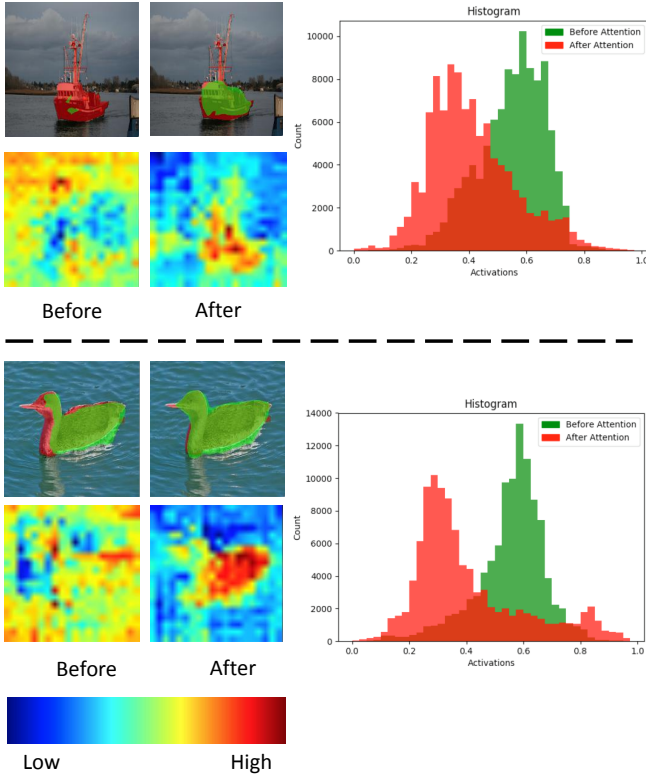 Histogram
Before Attention
After Attention
10000
8000
6000
4000
2000
0
Count
0.0 0.2 0.4 0.6 0.8 1.0
Activations
Before After
Histogram
Before Attention
After Attention
14000
12000
10000
8000
6000
4000
2000
0
Count
0.0 0.2 0.4 0.6 0.8 1.0
Activations
Before After
Low High